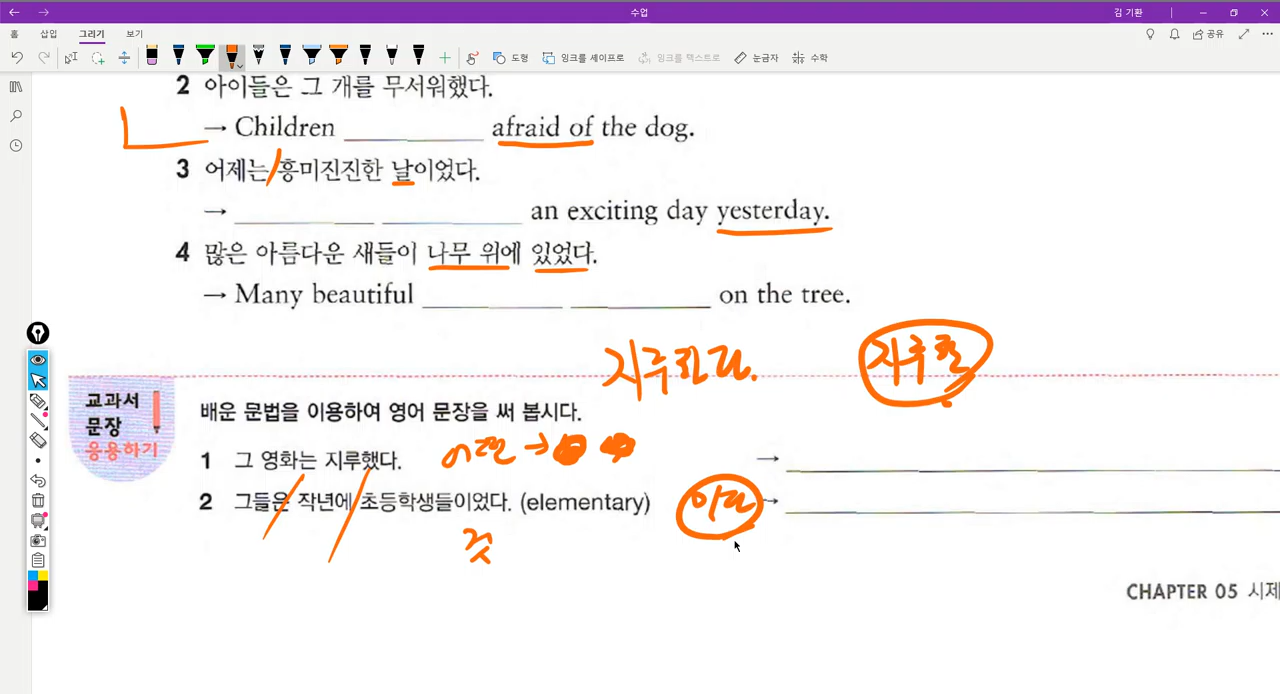 수업
김 기환
홈 삽입 그리기 보기
공유
도형 잉크를 셰이프로 잉크를 텍스트로 눈금자 수학
2 아이들은 그 개를 무서워했다.
→ Children ________ afraid of the dog.
3 어제는 흥미진진한 날이었다.
→ ________ ________ an exciting day yesterday.
4 많은 아름다운 새들이 나무 위에 있었다.
→ Many beautiful ________ ________ on the tree.
지루한
교과서
문장
응용하기
배운 문법을 이용하여 영어 문장을 써 봅시다.
1 그 영화는 지루했다. →
2 그들은 작년에 초등학생들이었다. (elementary) 이다 →
것
CHAPTER 05 시제